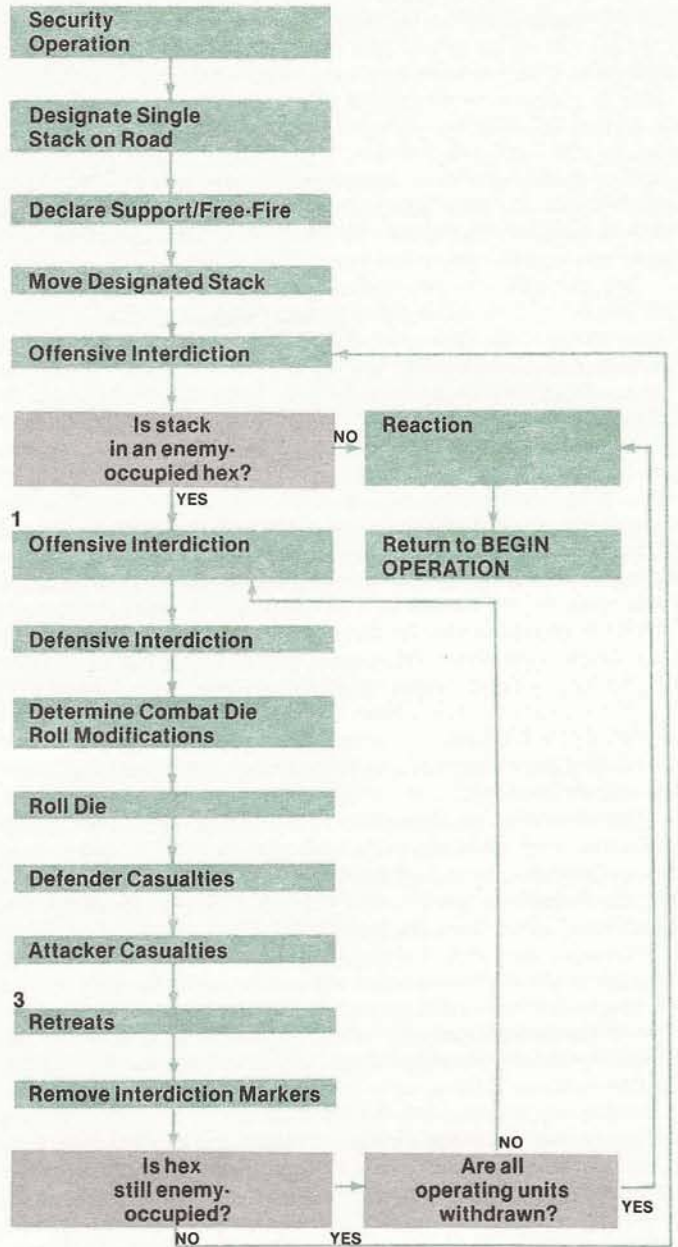 Security
Operation
Designate Single
Stack on Road
Declare Support/Free-Fire
Move Designated Stack
Offensive Interdiction
Is stack
in an enemy-
occupied hex?
NO
Reaction
YES
1
Offensive Interdiction
Return to BEGIN
OPERATION
Defensive Interdiction
Determine Combat Die
Roll Modifications
Roll Die
Defender Casualties
Attacker Casualties
3
Retreats
Remove Interdiction Markers
NO
Is hex
still enemy-
occupied?
Are all
operating units
withdrawn?
YES
NO
YES